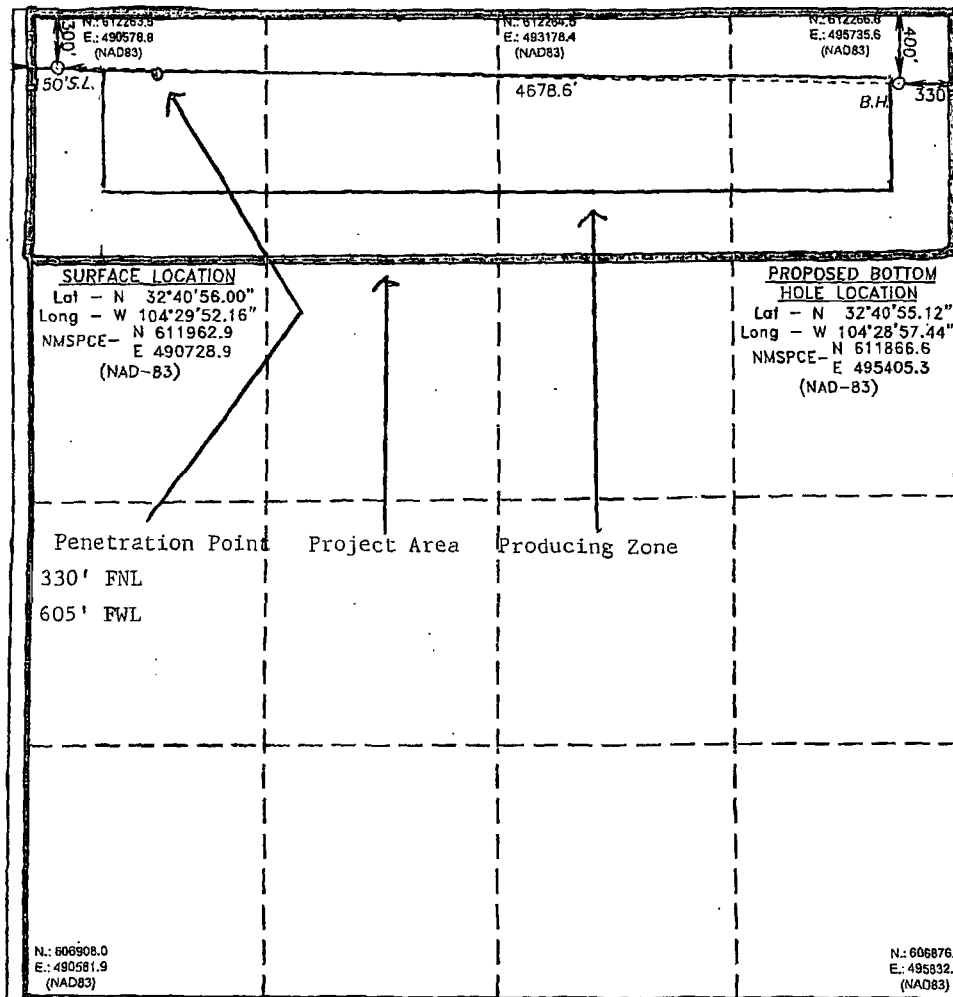 N.: 612263.9
E.: 490578.8
(NAD83)
N.: 612264.6
E.: 493178.4
(NAD83)
N.: 612266.8
E.: 495735.6
(NAD83)
300'
400'
50'S.L.
4678.6'
B.H.
330
SURFACE LOCATION
Lat - N 32°40'56.00"
Long - W 104°29'52.16"
NMSPCE- N 611962.9
E 490728.9
(NAD-83)
PROPOSED BOTTOM
HOLE LOCATION
Lat - N 32°40'55.12"
Long - W 104°28'57.44"
NMSPCE- N 611866.6
E 495405.3
(NAD-83)
Penetration Point
Project Area
Producing Zone
330' FNL
605' FWL
N.: 606908.0
E.: 490581.9
(NAD83)
N.: 606876.
E.: 495832.
(NAD83)